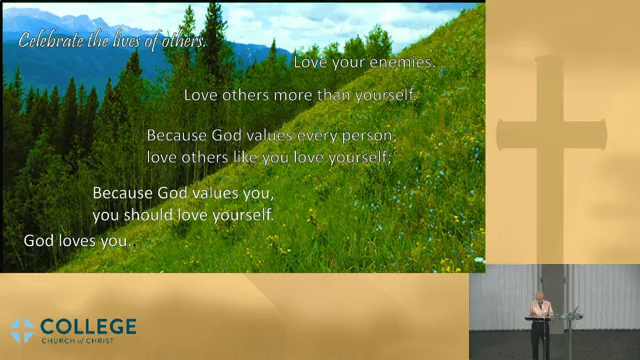 Celebrate the lives of others.
Love your enemies.
Love others more than yourself.
Because God values every person,
love others like you love yourself;
Because God values you,
you should love yourself.
God loves you.
COLLEGE
CHURCH of CHRIST